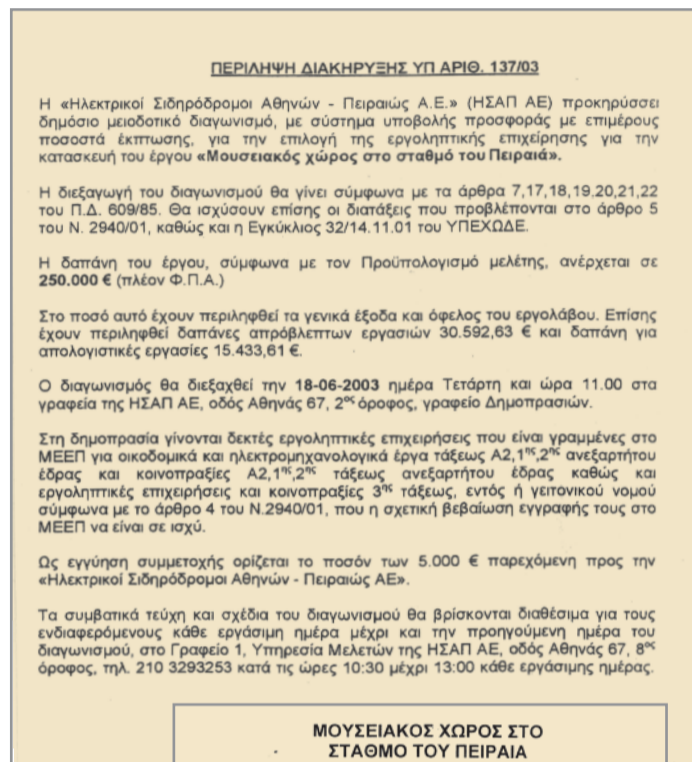 ΠΕΡΙΛΗΨΗ ΔΙΑΚΗΡΥΞΗΣ ΥΠ ΑΡΙΘ. 137/03
Η «Ηλεκτρικοί Σιδηρόδρομοι Αθηνών - Πειραιώς Α.Ε.» (ΗΣΑΠ ΑΕ) προκηρύσσει
δημόσιο μειοδοτικό διαγωνισμό, με σύστημα υποβολής προσφοράς με επιμέρους
ποσοστά έκπτωσης, για την επιλογή της εργοληπτικής επιχείρησης για την
κατασκευή του έργου «Μουσειακός χώρος στο σταθμό του Πειραιά».
Η διεξαγωγή του διαγωνισμού θα γίνει σύμφωνα με τα άρθρα 7,17,18,19,20,21,22
του Π.Δ. 609/85. Θα ισχύσουν επίσης οι διατάξεις που προβλέπονται στο άρθρο 5
του Ν. 2940/01, καθώς και η Εγκύκλιος 32/14.11.01 του ΥΠΕΧΩΔΕ.
Η δαπάνη του έργου, σύμφωνα με τον Προϋπολογισμό μελέτης, ανέρχεται σε
250.000 € (πλέον Φ.Π.Α.)
Στο ποσό αυτό έχουν περιληφθεί τα γενικά έξοδα και όφελος του εργολάβου. Επίσης
έχουν περιληφθεί δαπάνες απρόβλεπτων εργασιών 30.592,63 € και δαπάνη για
απολογιστικές εργασίες 15.433,61 €.
Ο διαγωνισμός θα διεξαχθεί την 18-06-2003 ημέρα Τετάρτη και ώρα 11.00 στα
γραφεία της ΗΣΑΠ ΑΕ, οδός Αθηνάς 67, 2ος όροφος, γραφείο Δημοπρασιών.
Στη δημοπρασία γίνονται δεκτές εργοληπτικές επιχειρήσεις που είναι γραμμένες στο
ΜΕΕΠ για οικοδομικά και ηλεκτρομηχανολογικά έργα τάξεως Α2,1ης,2ης ανεξαρτήτου
έδρας και κοινοπραξίες Α2,1ης,2ης τάξεως ανεξαρτήτου έδρας καθώς και
εργοληπτικές επιχειρήσεις και κοινοπραξίες 3ης τάξεως, εντός ή γειτονικού νομού
σύμφωνα με το άρθρο 4 του Ν.2940/01, που η σχετική βεβαίωση εγγραφής τους στο
ΜΕΕΠ να είναι σε ισχύ.
Ως εγγύηση συμμετοχής ορίζεται το ποσόν των 5.000 € παρεχόμενη προς την
«Ηλεκτρικοί Σιδηρόδρομοι Αθηνών - Πειραιώς ΑΕ».
Τα συμβατικά τεύχη και σχέδια του διαγωνισμού θα βρίσκονται διαθέσιμα για τους
ενδιαφερόμενους κάθε εργάσιμη ημέρα μέχρι και την προηγούμενη ημέρα του
διαγωνισμού, στο Γραφείο 1, Υπηρεσία Μελετών της ΗΣΑΠ ΑΕ, οδός Αθηνάς 67, 8ος
όροφος, τηλ. 210 3293253 κατά τις ώρες 10:30 μέχρι 13:00 κάθε εργάσιμης ημέρας.
ΜΟΥΣΕΙΑΚΟΣ ΧΩΡΟΣ ΣΤΟ
ΣΤΑΘΜΟ ΤΟΥ ΠΕΙΡΑΙΑ